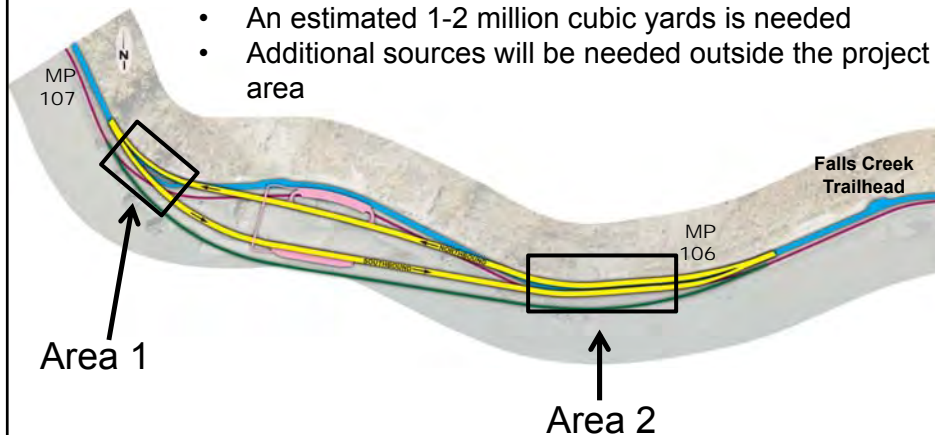 • An estimated 1-2 million cubic yards is needed
• Additional sources will be needed outside the project
area
N
MP
107
Falls Creek
Trailhead
MP
106
NORTHBOUND
SOUTHBOUND
Area 1
Area 2